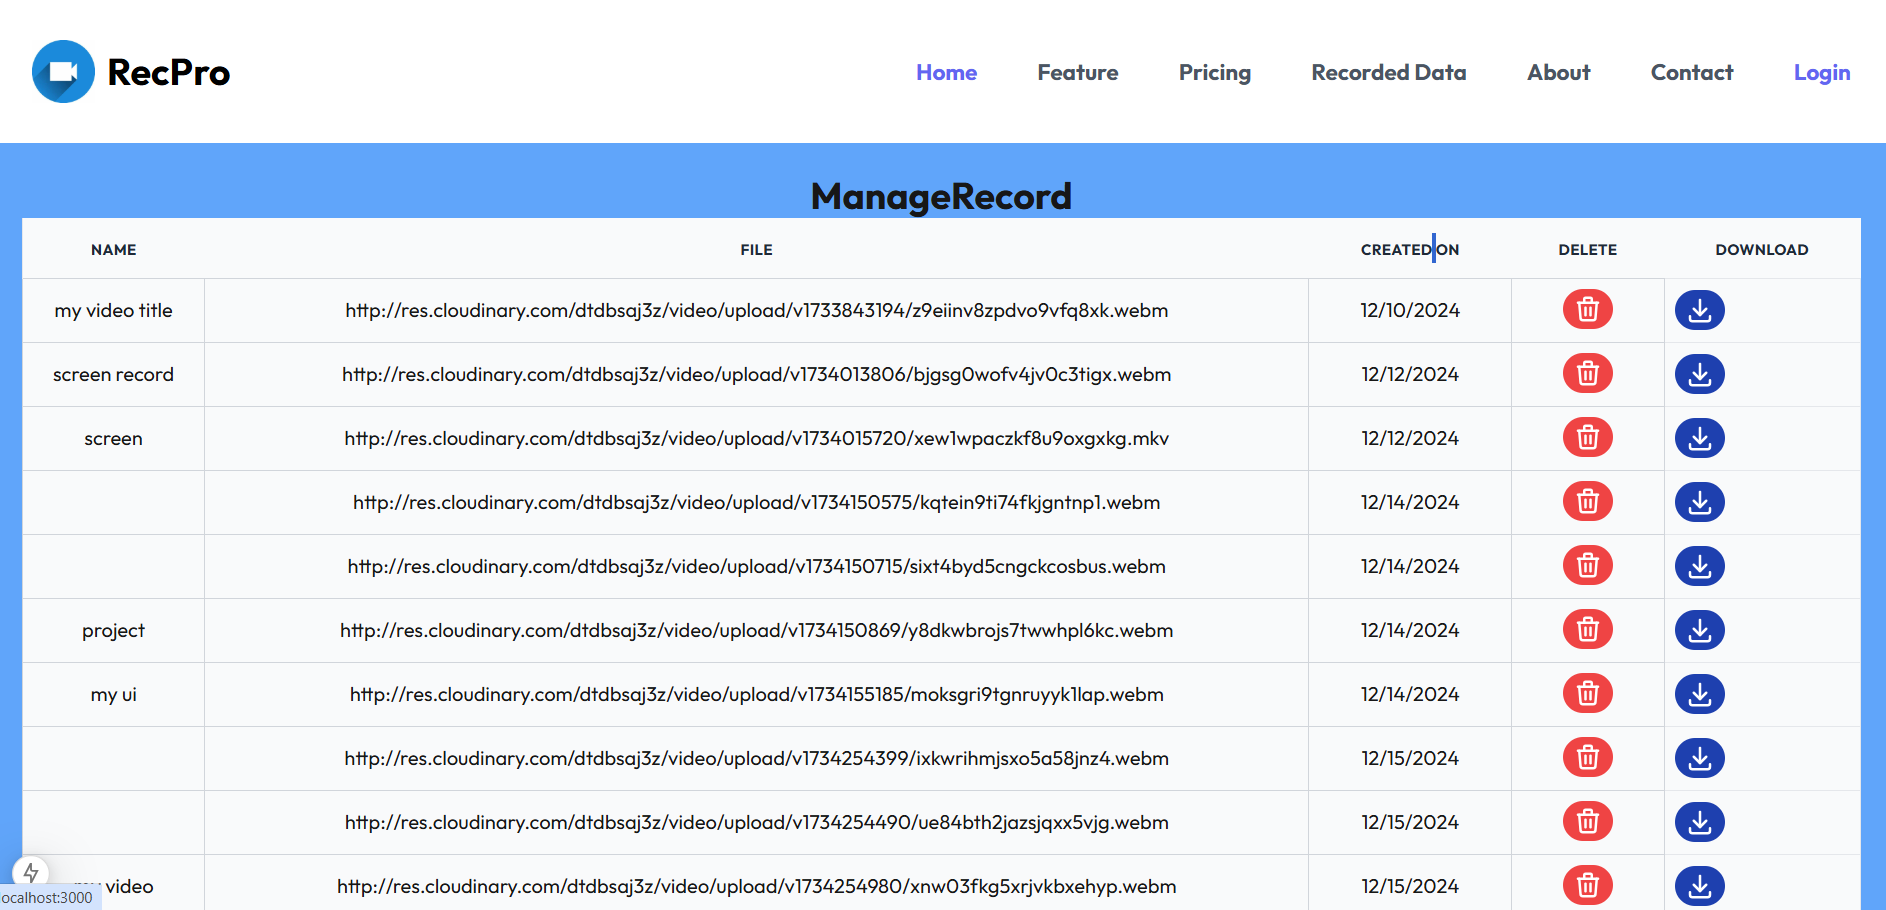 RecPro
Home Feature Pricing Recorded Data About Contact Login
ManageRecord
NAME FILE CREATED ON DELETE DOWNLOAD
my video title http://res.cloudinary.com/dtdbsaj3z/video/upload/v1733843194/z9eiinv8zpdvo9vfq8xk.webm 12/10/2024
screen record http://res.cloudinary.com/dtdbsaj3z/video/upload/v1734013806/bjgsg0wofv4jv0c3tigx.webm 12/12/2024
screen http://res.cloudinary.com/dtdbsaj3z/video/upload/v1734015720/xew1wpaczkf8u9oxgxkg.mkv 12/12/2024
http://res.cloudinary.com/dtdbsaj3z/video/upload/v1734150575/kqtein9ti74fkjgntnp1.webm 12/14/2024
http://res.cloudinary.com/dtdbsaj3z/video/upload/v1734150715/sixt4byd5cngckcosbus.webm 12/14/2024
project http://res.cloudinary.com/dtdbsaj3z/video/upload/v1734150869/y8dkwbrojs7twwhpl6kc.webm 12/14/2024
my ui http://res.cloudinary.com/dtdbsaj3z/video/upload/v1734155185/moksgri9tgnruyyk1lap.webm 12/14/2024
http://res.cloudinary.com/dtdbsaj3z/video/upload/v1734254399/ixkwrihmjsxo5a58jnz4.webm 12/15/2024
http://res.cloudinary.com/dtdbsaj3z/video/upload/v1734254490/ue84bth2jazsjqxx5vjg.webm 12/15/2024
my video http://res.cloudinary.com/dtdbsaj3z/video/upload/v1734254980/xnw03fkg5xrjvkbxehyp.webm 12/15/2024
ocalhost:3000